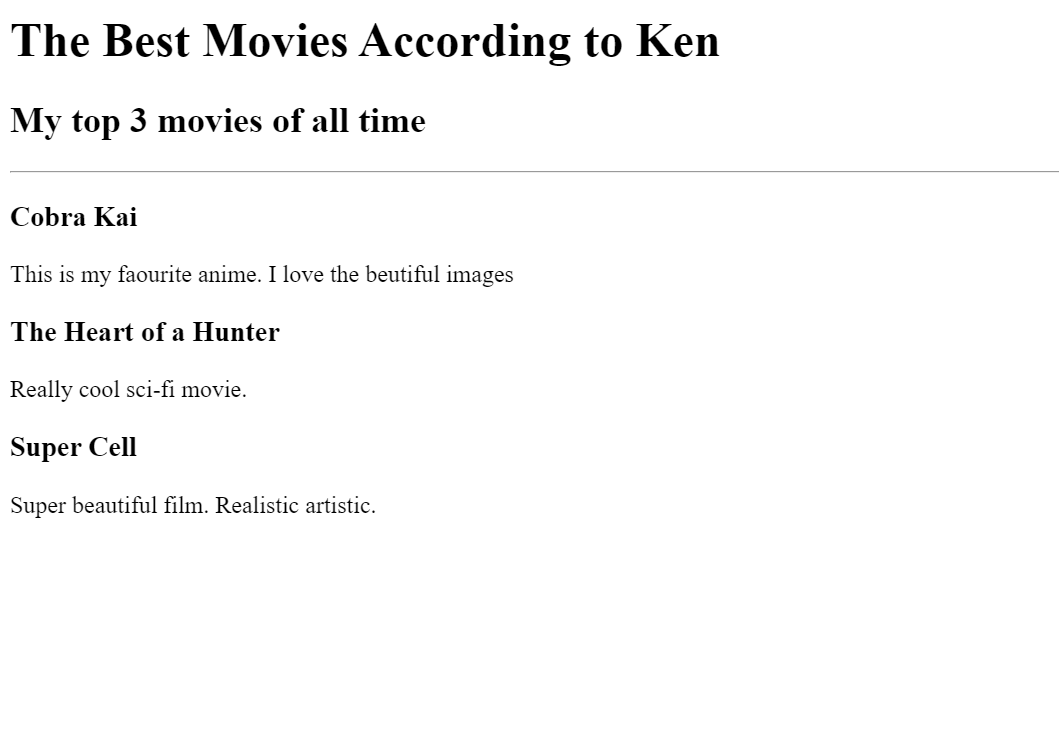 The Best Movies According to Ken
My top 3 movies of all time
Cobra Kai
This is my faourite anime. I love the beutiful images
The Heart of a Hunter
Really cool sci-fi movie.
Super Cell
Super beautiful film. Realistic artistic.